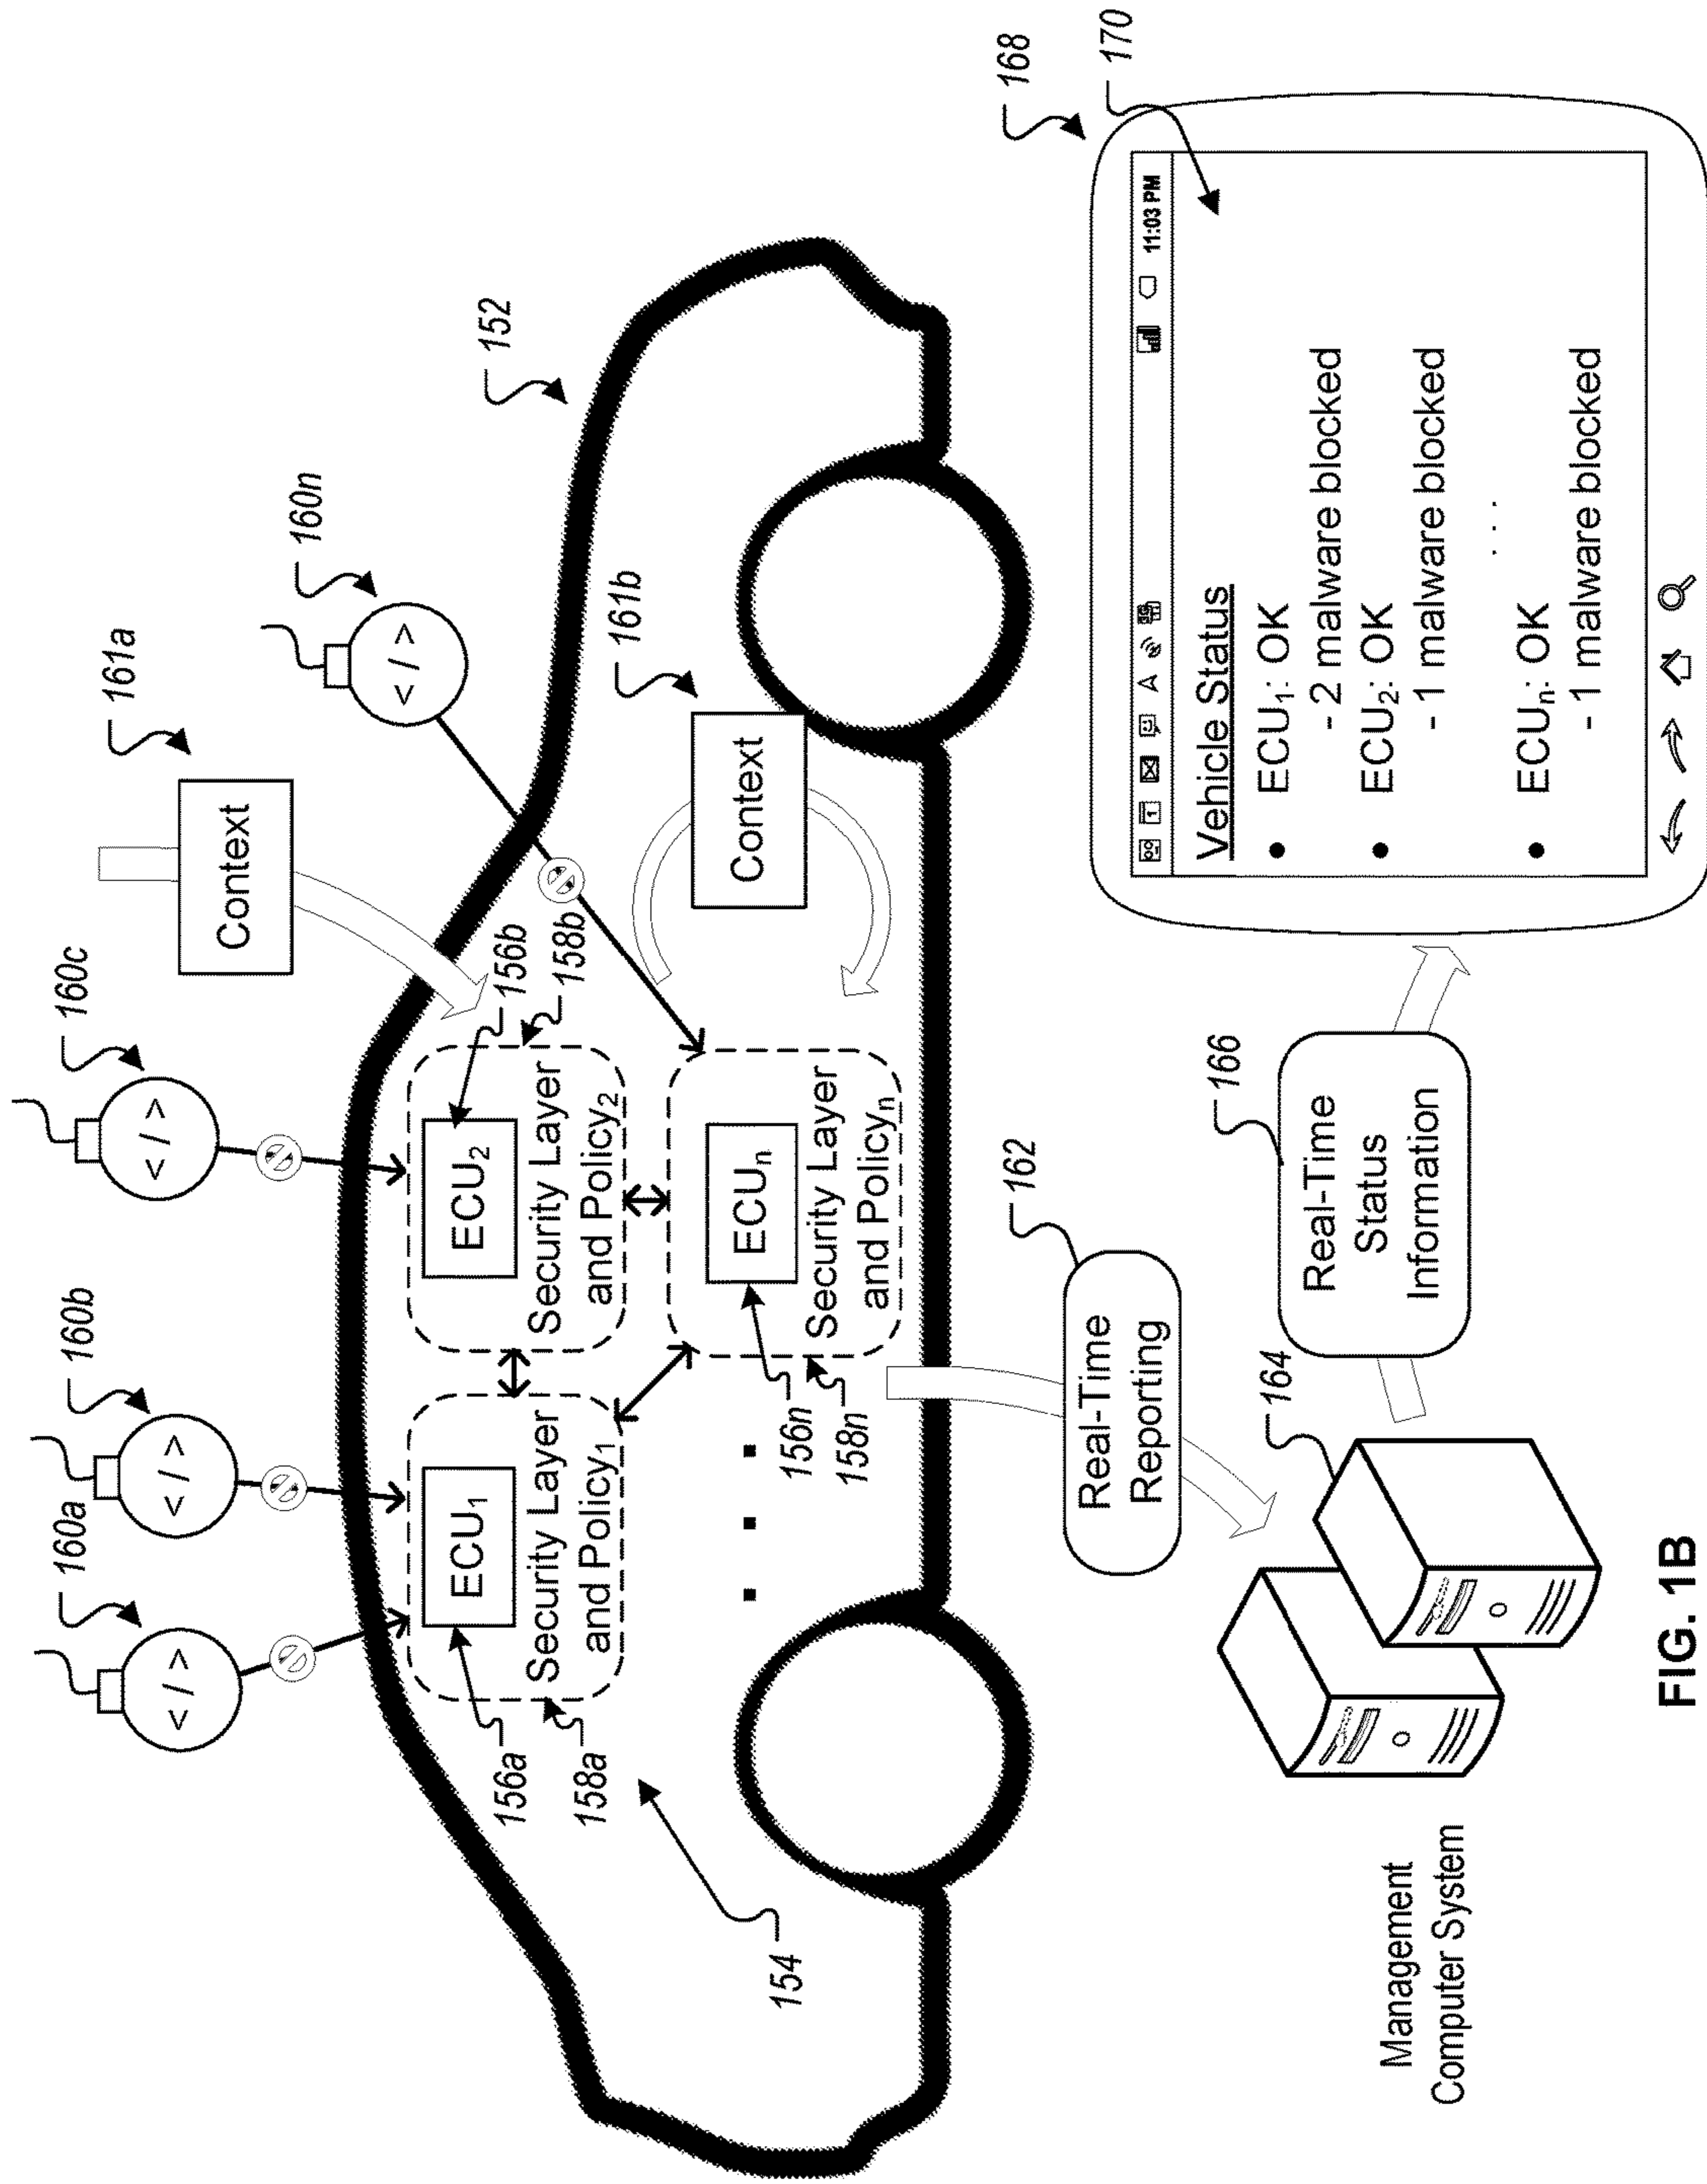 160a
</>
160b
</>
160c
</>
161a
Context
160n
</>
152
156a
ECU₁
Security Layer
and Policy₁
158a
156b
ECU₂
Security Layer
and Policy₂
158b
161b
Context
154
156n
ECUₙ
Security Layer
and Policyₙ
158n
162
Real-Time
Reporting
164
Management
Computer System
166
Real-Time
Status
Information
168
170
11:03 PM
Vehicle Status
• ECU₁: OK
- 2 malware blocked
• ECU₂: OK
- 1 malware blocked
. . .
• ECUₙ: OK
- 1 malware blocked
FIG. 1B